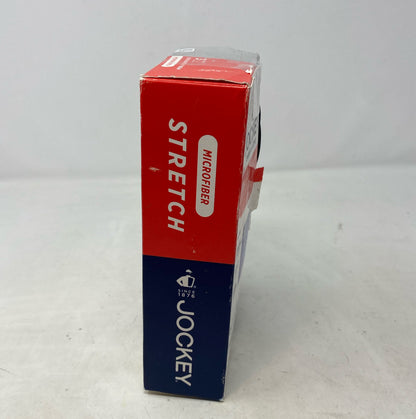 MICROFIBER
STRETCH
SINCE
1876
JOCKEY